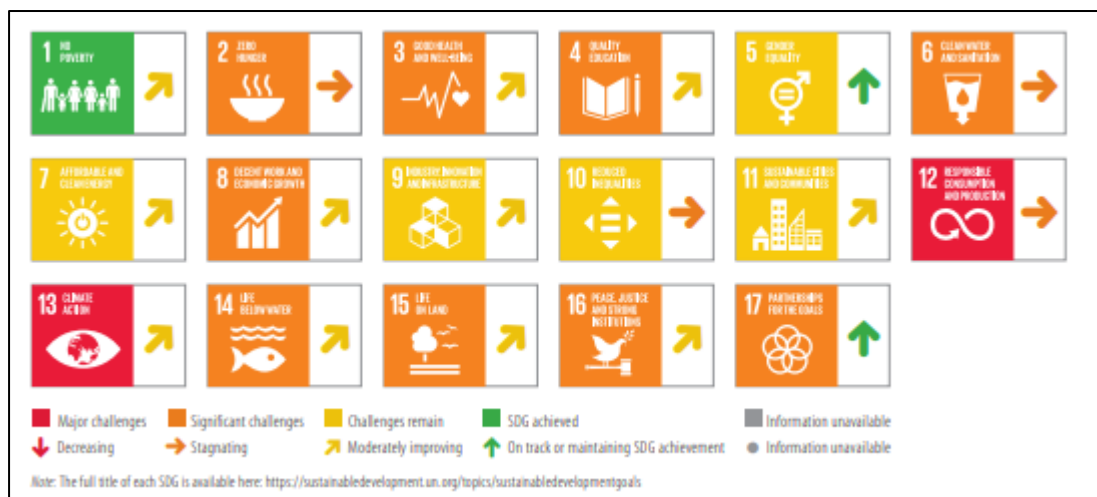 1 NO
POVERTY
2 ZERO
HUNGER
3 GOOD HEALTH
AND WELL-BEING
4 QUALITY
EDUCATION
5 GENDER
EQUALITY
6 CLEAN WATER
AND SANITATION
7 AFFORDABLE AND
CLEAN ENERGY
8 DECENT WORK AND
ECONOMIC GROWTH
9 INDUSTRY, INNOVATION
AND INFRASTRUCTURE
10 REDUCED
INEQUALITIES
11 SUSTAINABLE CITIES
AND COMMUNITIES
12 RESPONSIBLE
CONSUMPTION
AND PRODUCTION
13 CLIMATE
ACTION
14 LIFE
BELOW WATER
15 LIFE
ON LAND
16 PEACE, JUSTICE
AND STRONG
INSTITUTIONS
17 PARTNERSHIPS
FOR THE GOALS
Major challenges Significant challenges Challenges remain SDG achieved Information unavailable
Decreasing Stagnating Moderately improving On track or maintaining SDG achievement Information unavailable
Note: The full title of each SDG is available here: https://sustainabledevelopment.un.org/topics/sustainabledevelopmentgoals